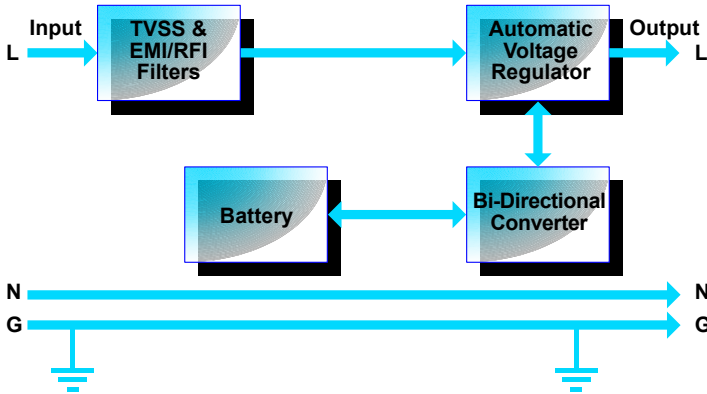 Input
L
TVSS &
EMI/RFI
Filters
Automatic
Voltage
Regulator
Output
L
Battery
Bi-Directional
Converter
N
N
G
G